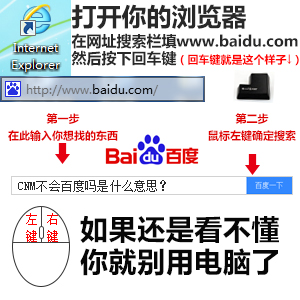 Internet
Explorer
打开你的浏览器
在网址搜索栏填www.baidu.com
然后按下回车键(回车键就是这个样子↓)
http://www.baidu.com/
第一步
在此输入你想找的东西
第二步
鼠标左键确定搜索
Bai du 百度
CNM不会百度吗是什么意思?
百度一下
左键
右键
如果还是看不懂
你就别用电脑了